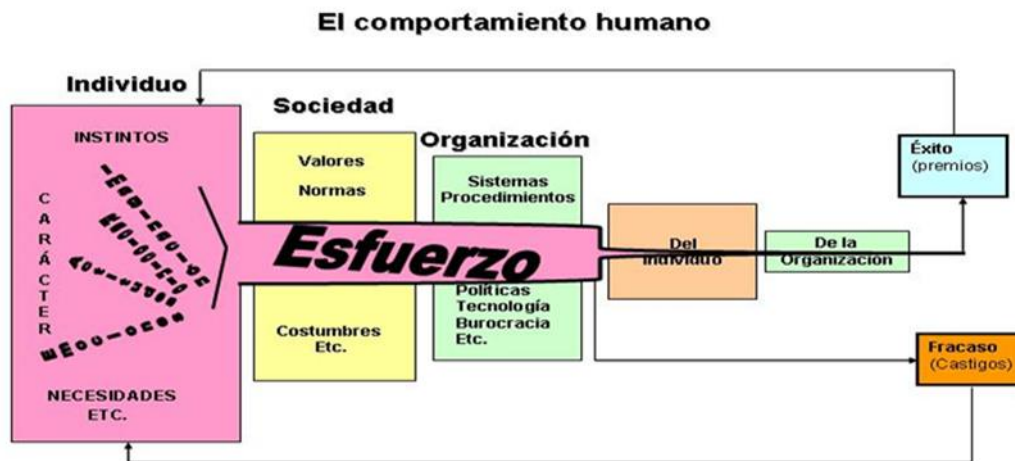 El comportamiento humano
Individuo
INSTINTOS
CARÁCTER
Emociones
NECESIDADES
ETC.
Sociedad
Valores
Normas
Costumbres
Etc.
Organización
Sistemas
Procedimientos
Esfuerzo
Políticas
Tecnología
Burocracia
Etc.
Del
individuo
De la
Organización
Éxito
(premios)
Fracaso
(Castigos)